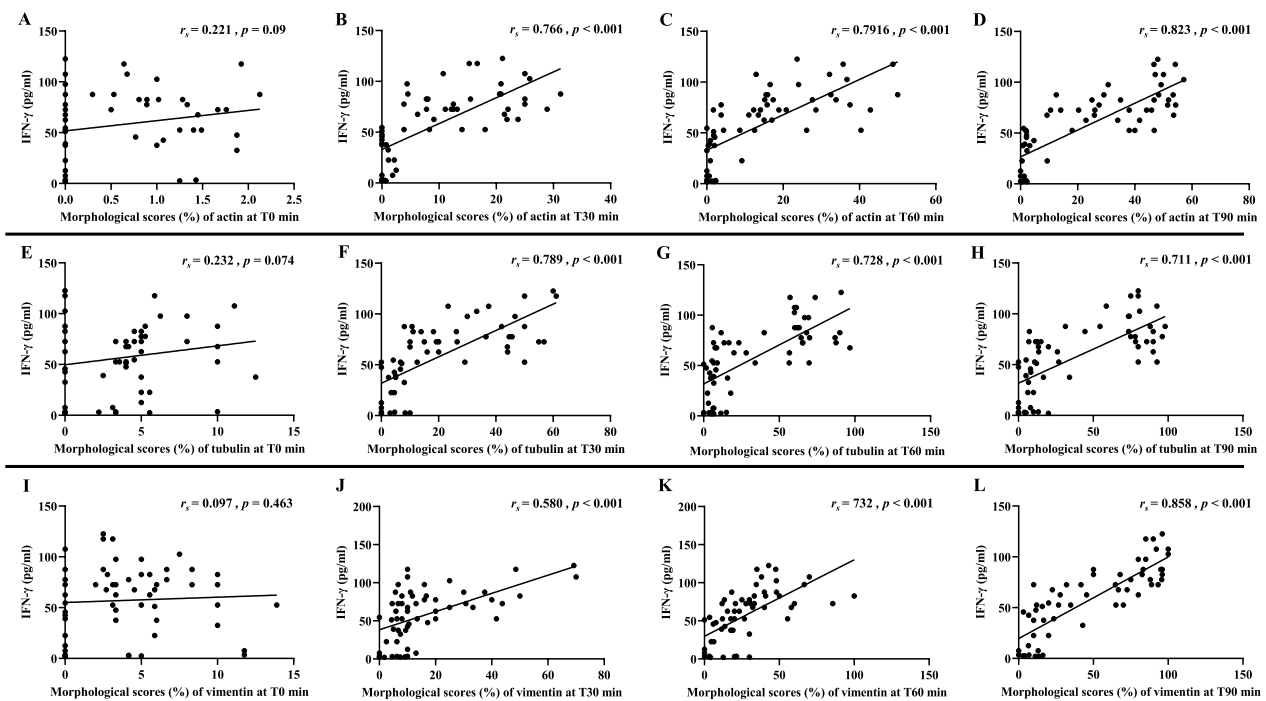 A
r_s = 0.221 , p = 0.09
IFN-γ (pg/ml)
150
100
50
0
0.0 0.5 1.0 1.5 2.0 2.5
Morphological scores (%) of actin at T0 min
B
r_s = 0.766 , p < 0.001
IFN-γ (pg/ml)
150
100
50
0
0 10 20 30 40
Morphological scores (%) of actin at T30 min
C
r_s = 0.7916 , p < 0.001
IFN-γ (pg/ml)
150
100
50
0
0 20 40 60
Morphological scores (%) of actin at T60 min
D
r_s = 0.823 , p < 0.001
IFN-γ (pg/ml)
150
100
50
0
0 20 40 60 80
Morphological scores (%) of actin at T90 min
E
r_s = 0.232 , p = 0.074
IFN-γ (pg/ml)
150
100
50
0
0 5 10 15
Morphological scores (%) of tubulin at T0 min
F
r_s = 0.789 , p < 0.001
IFN-γ (pg/ml)
150
100
50
0
0 20 40 60 80
Morphological scores (%) of tubulin at T30 min
G
r_s = 0.728 , p < 0.001
IFN-γ (pg/ml)
150
100
50
0
0 50 100 150
Morphological scores (%) of tubulin at T60 min
H
r_s = 0.711 , p < 0.001
IFN-γ (pg/ml)
150
100
50
0
0 50 100 150
Morphological scores (%) of tubulin at T90 min
I
r_s = 0.097 , p = 0.463
IFN-γ (pg/ml)
150
100
50
0
0 5 10 15
Morphological scores (%) of vimentin at T0 min
J
r_s = 0.580 , p < 0.001
IFN-γ (pg/ml)
200
150
100
50
0
0 20 40 60 80
Morphological scores (%) of vimentin at T30 min
K
r_s = 732 , p < 0.001
IFN-γ (pg/ml)
200
150
100
50
0
0 50 100 150
Morphological scores (%) of vimentin at T60 min
L
r_s = 0.858 , p < 0.001
IFN-γ (pg/ml)
150
100
50
0
0 50 100 150
Morphological scores (%) of vimentin at T90 min